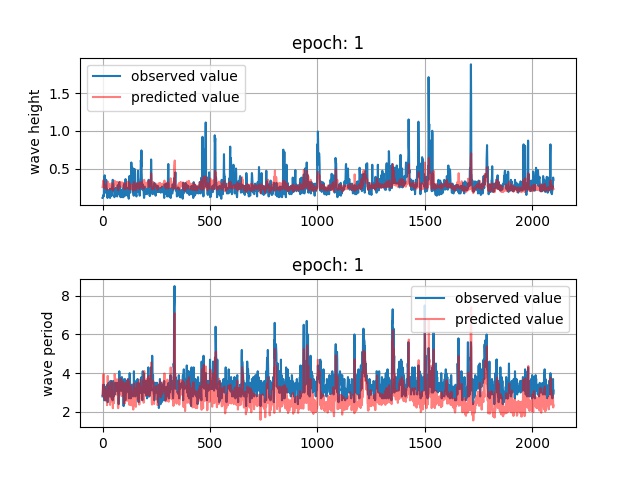 epoch: 1
wave height
1.5
1.0
0.5
observed value
predicted value
0 500 1000 1500 2000
epoch: 1
wave period
8
6
4
2
observed value
predicted value
0 500 1000 1500 2000